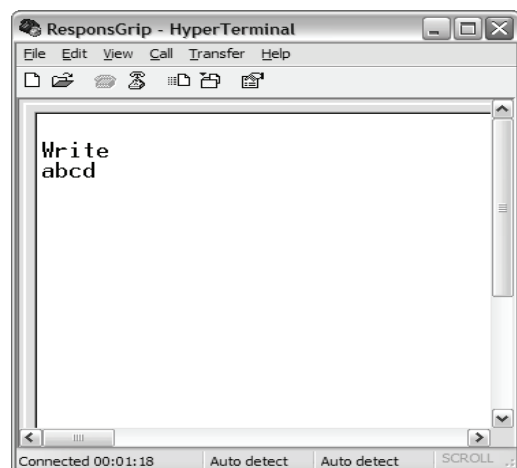 ResponsGrip - HyperTerminal
File Edit View Call Transfer Help
Write
abcd
Connected 00:01:18 Auto detect Auto detect SCROLL